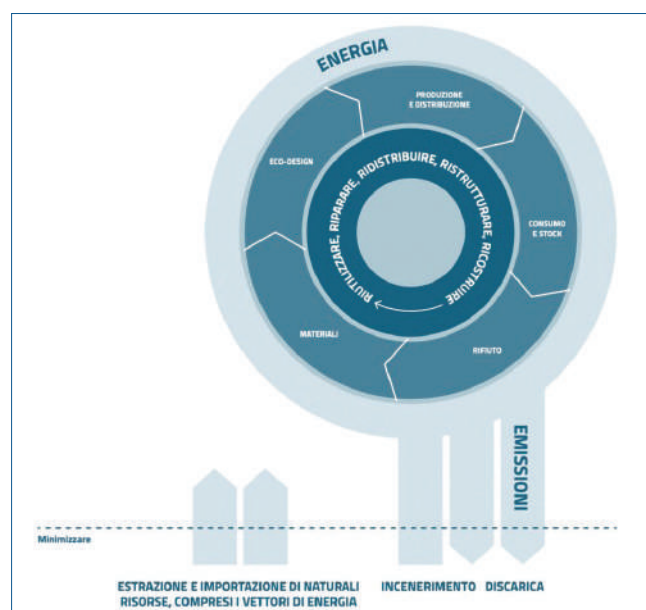 ENERGIA
PRODUZIONE
E DISTRIBUZIONE
ECO-DESIGN
RIUTILIZZARE, RIPARARE, RIDISTRIBUIRE, RISTRUTTURARE, RICOSTRUIRE
CONSUMO
E STOCK
MATERIALI
RIFIUTO
EMISSIONI
Minimizzare
ESTRAZIONE E IMPORTAZIONE DI NATURALI
RISORSE, COMPRESI I VETTORI DI ENERGIA
INCENERIMENTO
DISCARICA